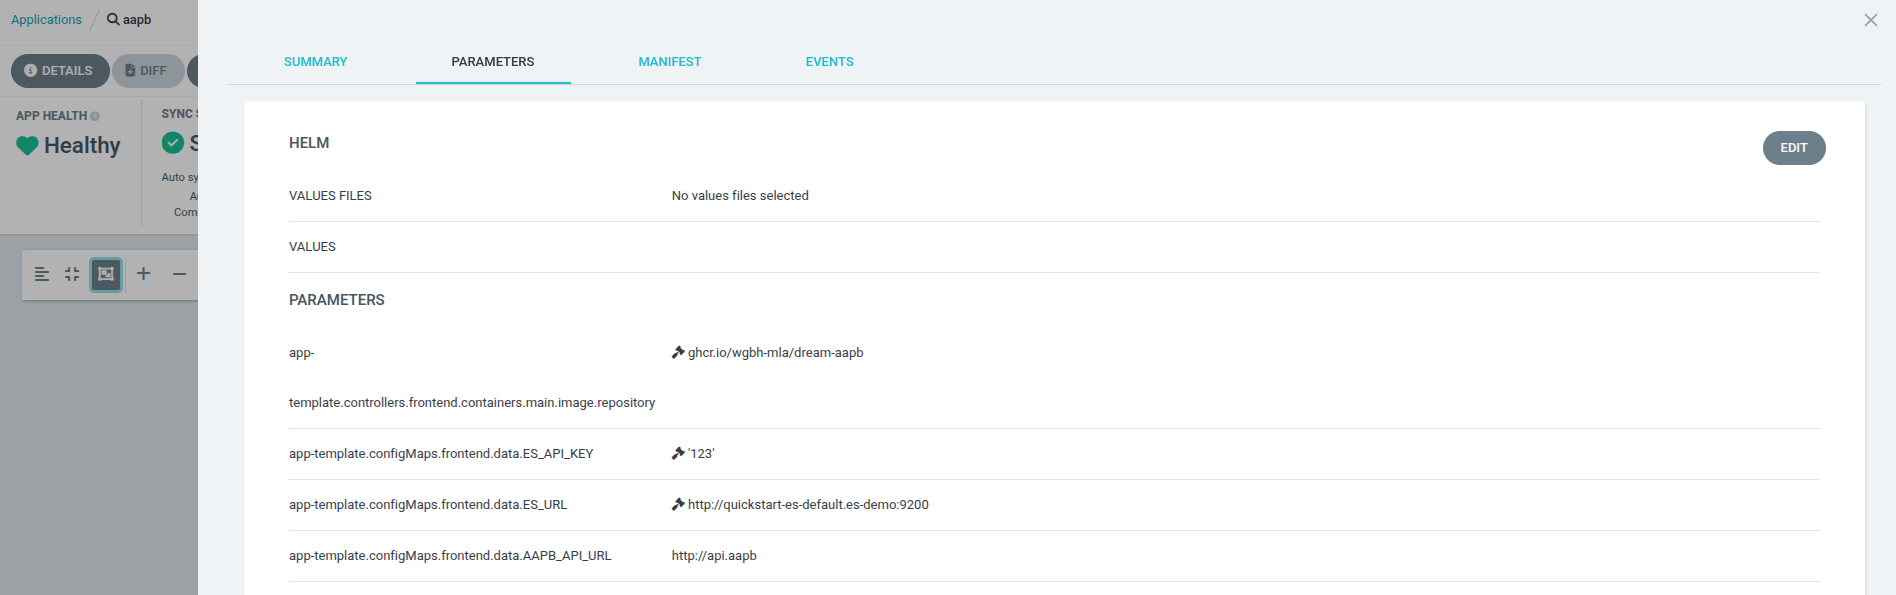 Applications / aapb
DETAILS
DIFF
APP HEALTH
Healthy
SYNC
Auto sy
Com
SUMMARY
PARAMETERS
MANIFEST
EVENTS
HELM
EDIT
VALUES FILES
No values files selected
VALUES
PARAMETERS
app-
template.controllers.frontend.containers.main.image.repository
ghcr.io/wgbh-mla/dream-aapb
app-template.configMaps.frontend.data.ES_API_KEY
'123'
app-template.configMaps.frontend.data.ES_URL
http://quickstart-es-default.es-demo:9200
app-template.configMaps.frontend.data.AAPB_API_URL
http://api.aapb